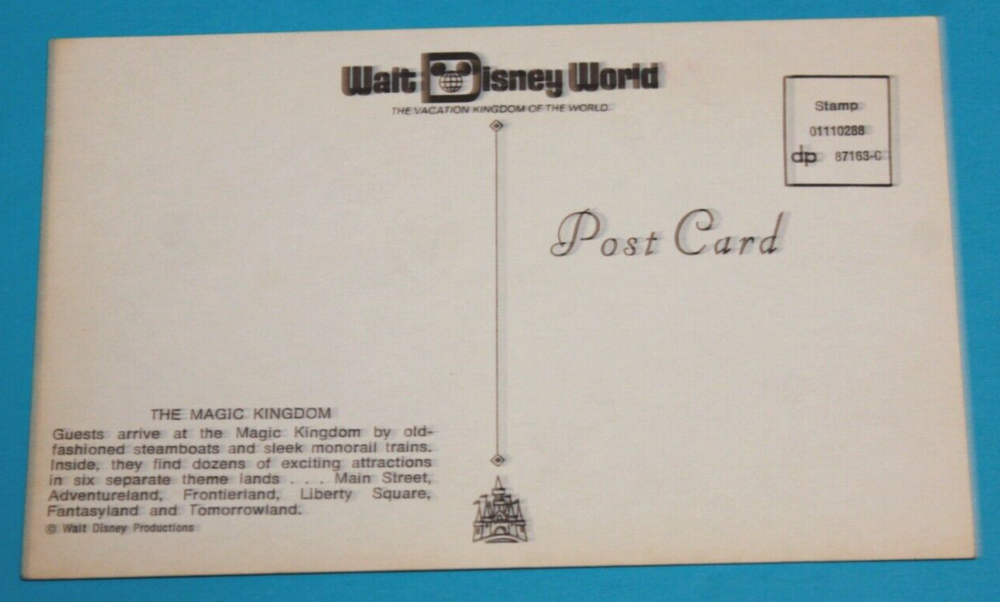 Walt Disney World
THE VACATION KINGDOM OF THE WORLD
Stamp
01110288
dp 87163-C
Post Card
THE MAGIC KINGDOM
Guests arrive at the Magic Kingdom by old-
fashioned steamboats and sleek monorail trains.
Inside, they find dozens of exciting attractions
in six separate theme lands . . . Main Street,
Adventureland, Frontierland, Liberty Square,
Fantasyland and Tomorrowland.
© Walt Disney Productions